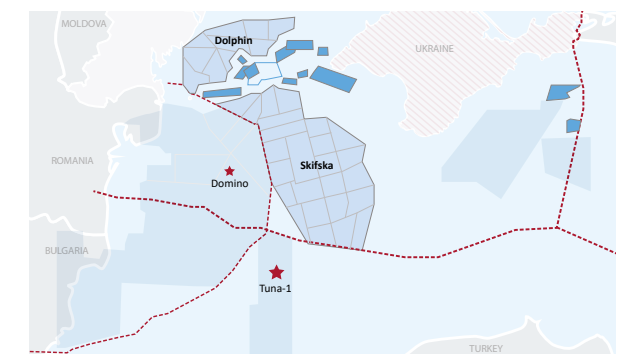 MOLDOVA
Dolphin
UKRAINE
ROMANIA
Skifska
Domino
BULGARIA
Tuna-1
TURKEY